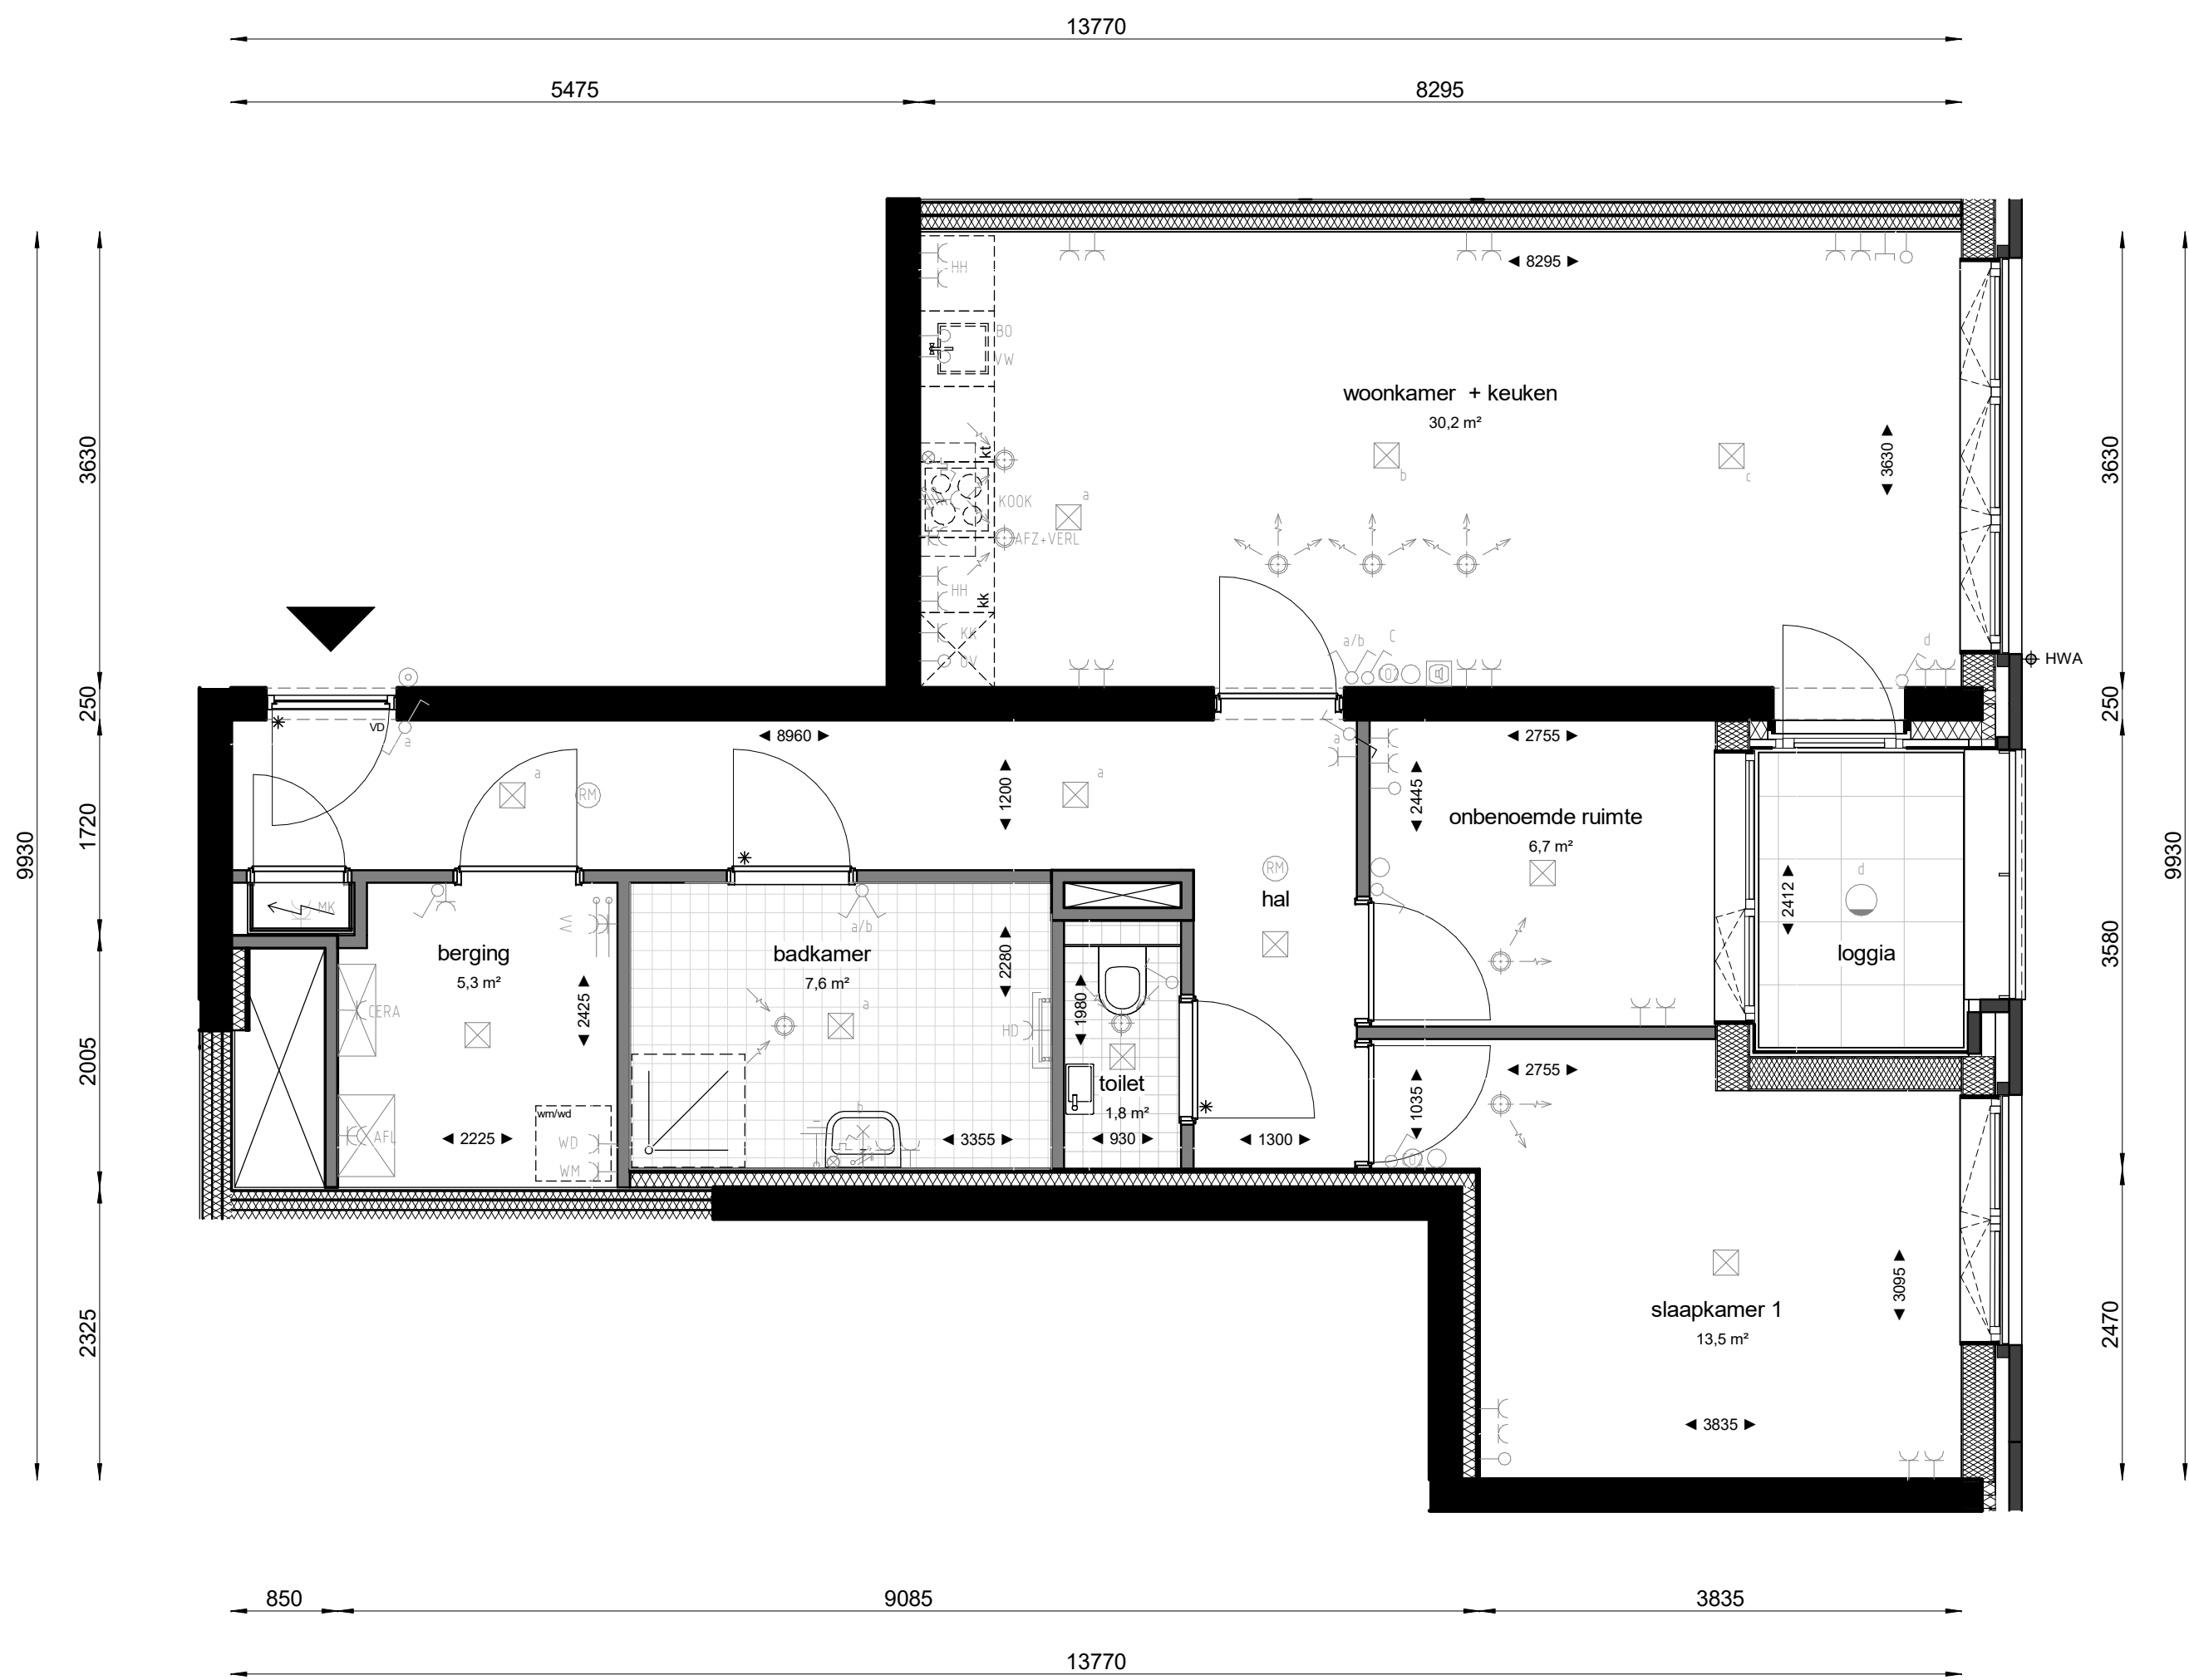 13770
5475
8295
HH
8295
BO
VW
woonkamer + keuken
30,2 m²
3630
3630
3630
3630
kt
b
c
a
KOOK
AFZ+VERL
HH
kk
KK
OV
a/b
C
d
HWA
250
250
VD
a
8960
a
2755
a
RM
a
1200
2445
onbenoemde ruimte
6,7 m²
1720
9930
9930
RM
hal
d
2412
loggia
MK
a/b
berging
5,3 m²
badkamer
7,6 m²
2280
3580
CERA
2425
a
HD
1980
2005
toilet
1,8 m²
2755
1035
wm/wd
WD
WM
AFL
2225
b
3355
930
1300
slaapkamer 1
13,5 m²
3095
2325
2470
3835
850
9085
3835
13770